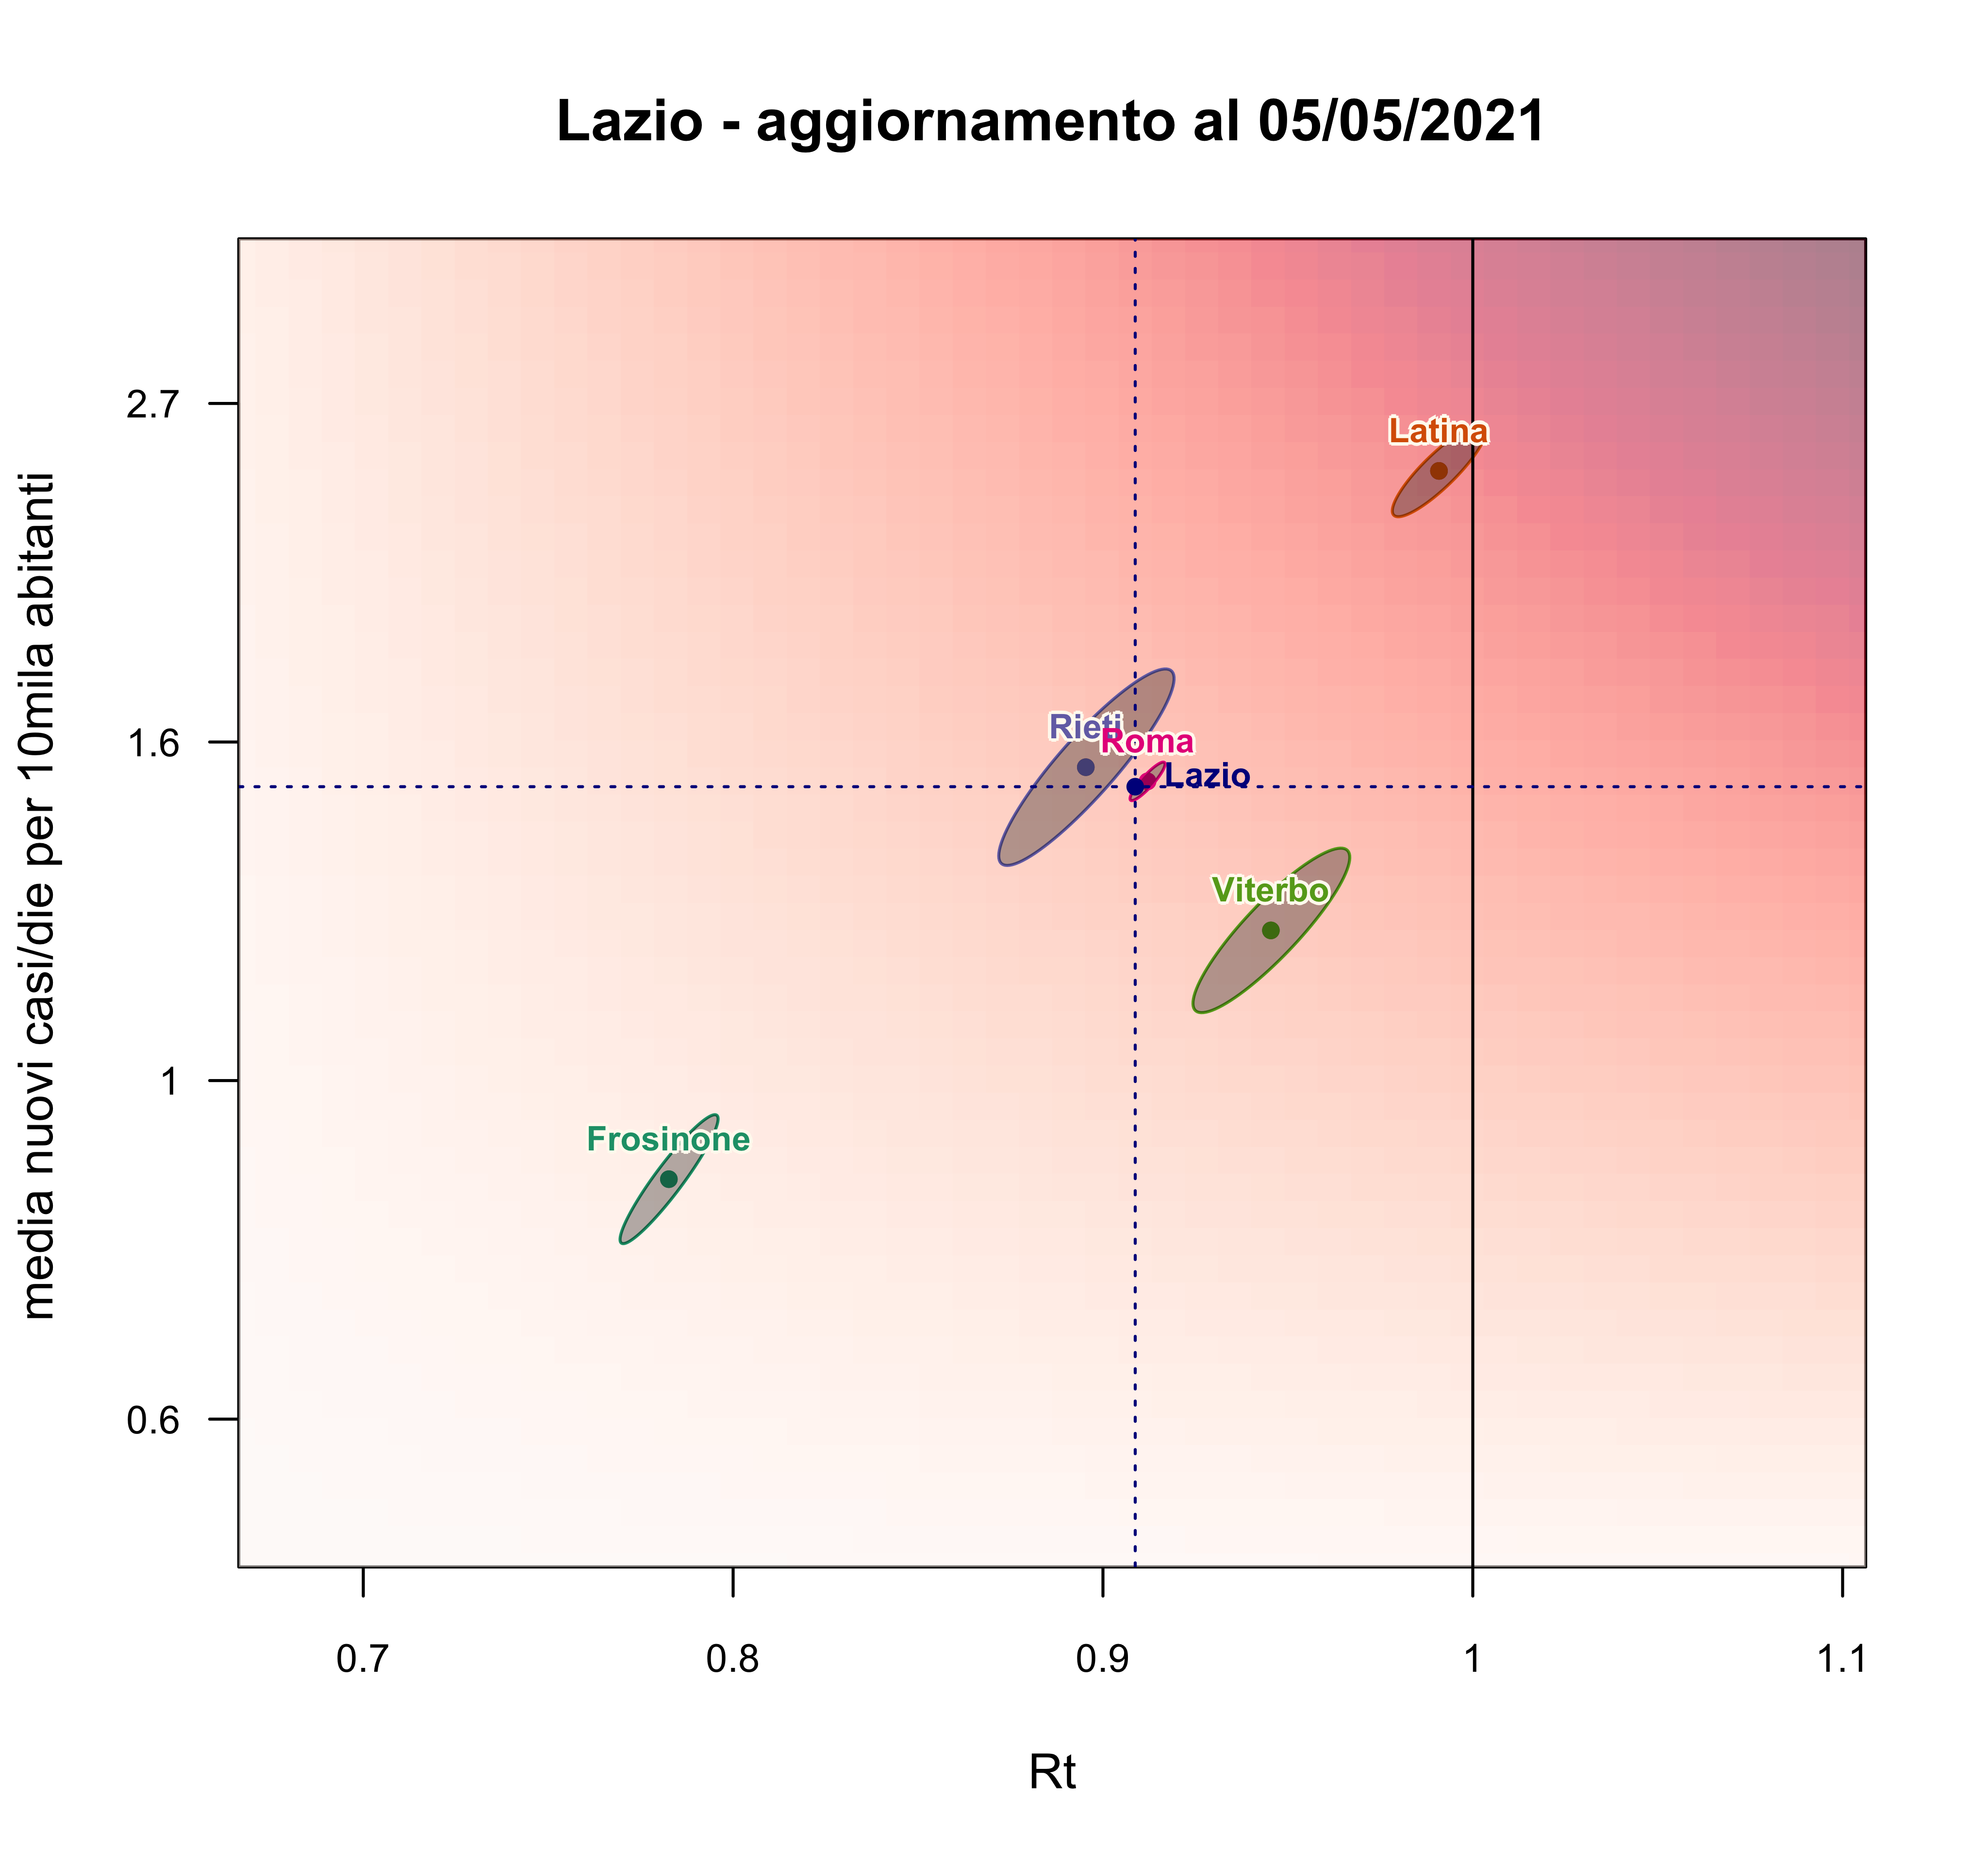 Lazio - aggiornamento al 05/05/2021
media nuovi casi/die per 10mila abitanti
2.7
1.6
1
0.6
Latina
Rieti
Roma
Lazio
Viterbo
Frosinone
0.7
0.8
0.9
1
1.1
Rt